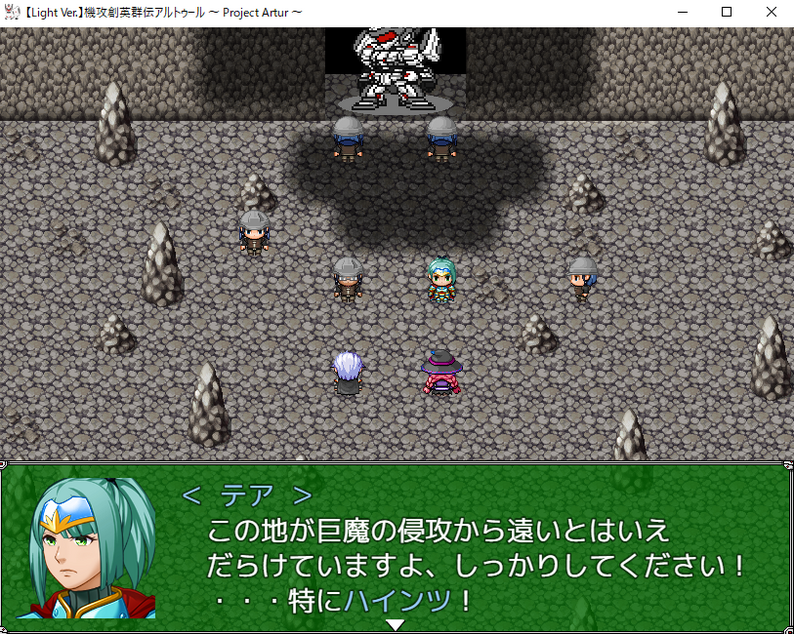 【Light Ver.】機攻創英群伝アルトゥール ～ Project Artur ～
＜ テア ＞
この地が巨魔の侵攻から遠いとはいえ
だらけていますよ、しっかりしてください！
・・・特にハインツ！